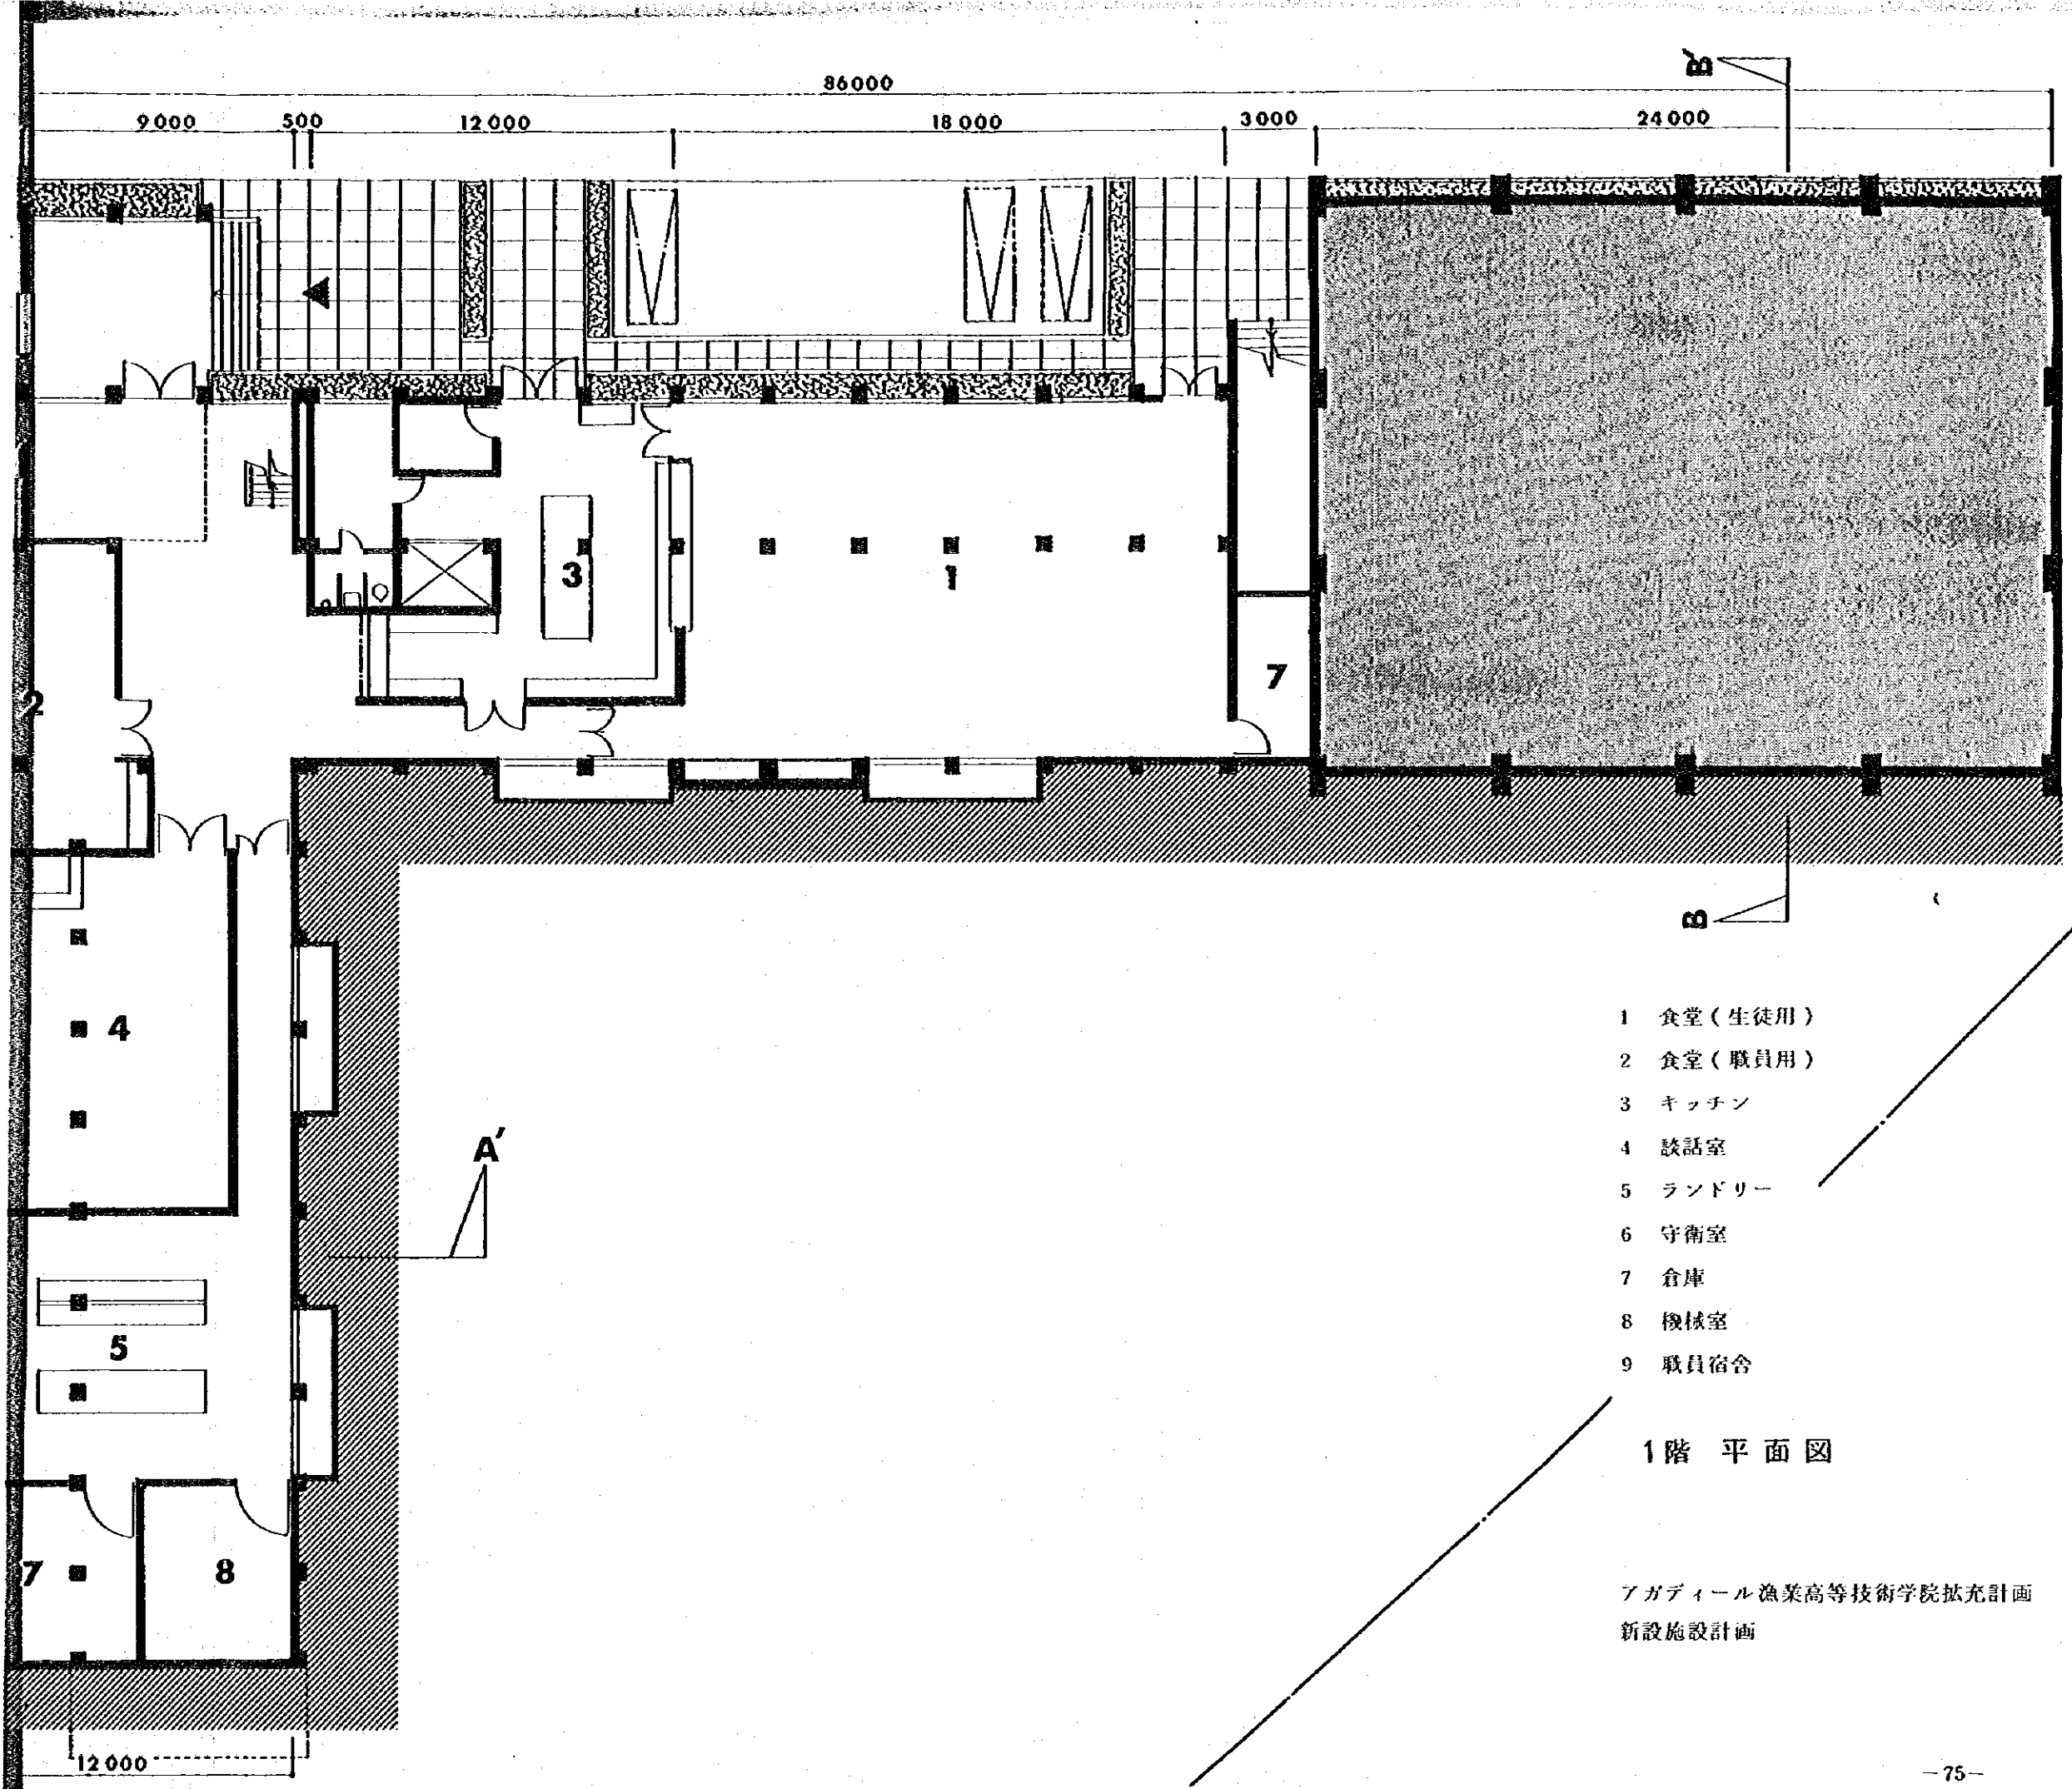 B'
86000
9000 500 12000 18000 3000 24000
3
1
2
7
B
4
A'
5
7 8
12000
1 食堂(生徒用)
2 食堂(職員用)
3 キッチン
4 談話室
5 ランドリー
6 守衛室
7 倉庫
8 機械室
9 職員宿舎
1階 平面図
アガディール漁業高等技術学院拡充計画
新設施設計画
−75−